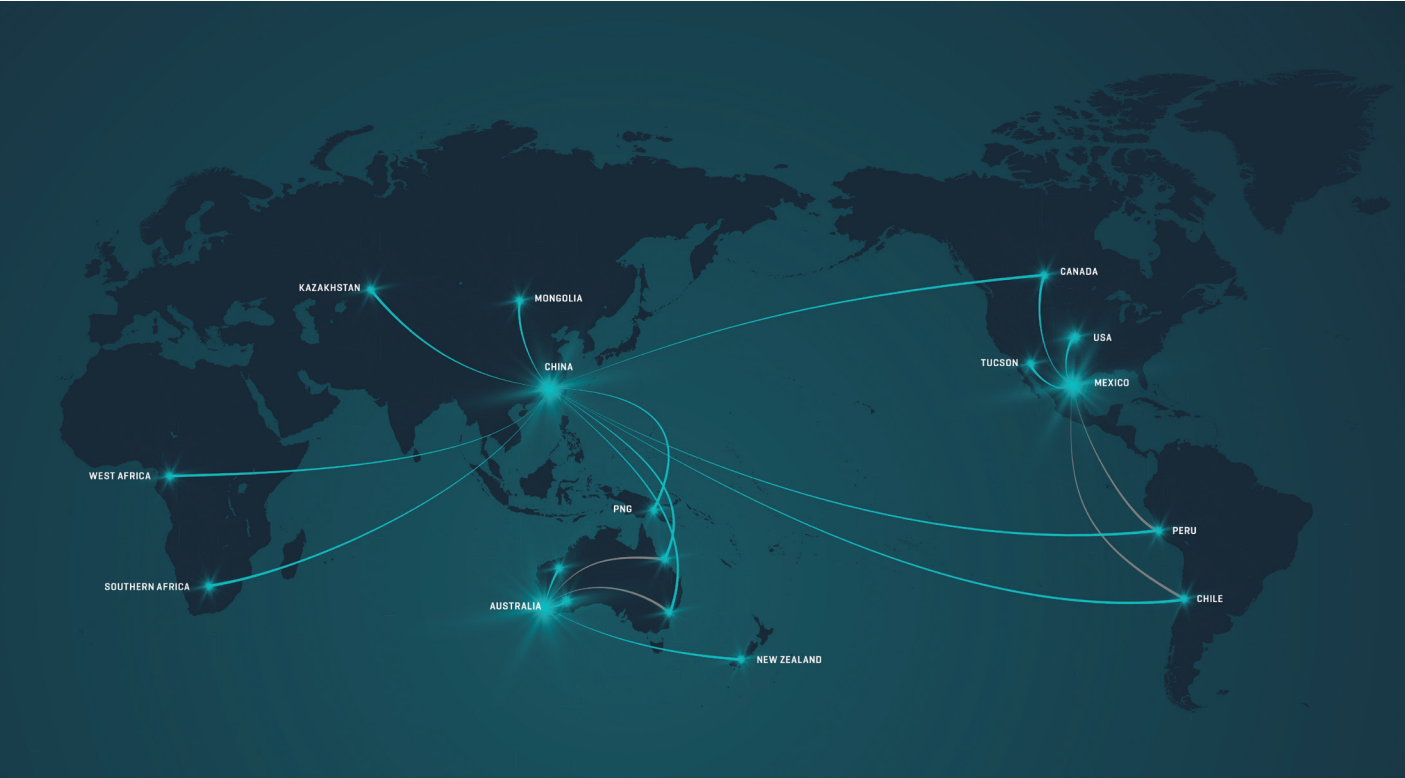 CANADA
KAZAKHSTAN
MONGOLIA
USA
TUCSON
CHINA
MEXICO
WEST AFRICA
PNG
PERU
SOUTHERN AFRICA
CHILE
AUSTRALIA
NEW ZEALAND